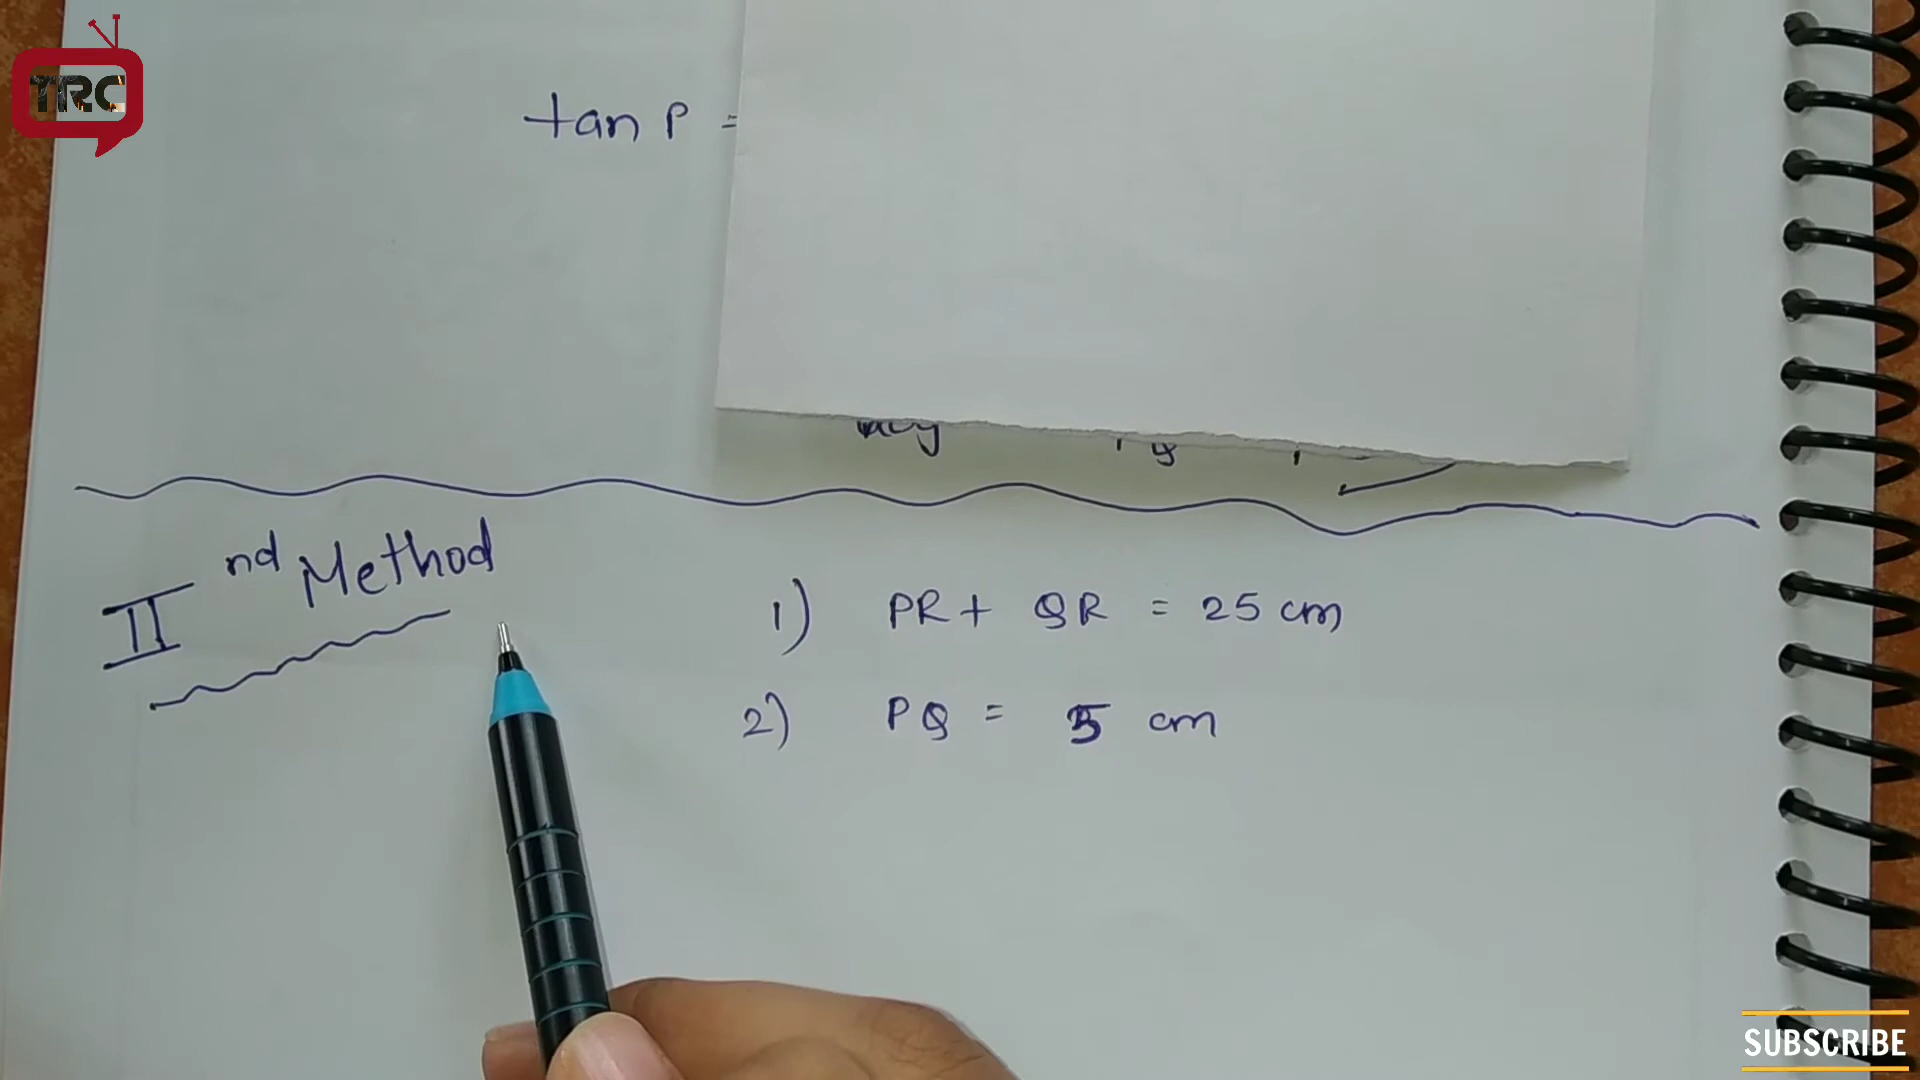 TRC
tan P =
II nd Method
1) PR + QR = 25 cm
2) PQ = 5 cm
SUBSCRIBE